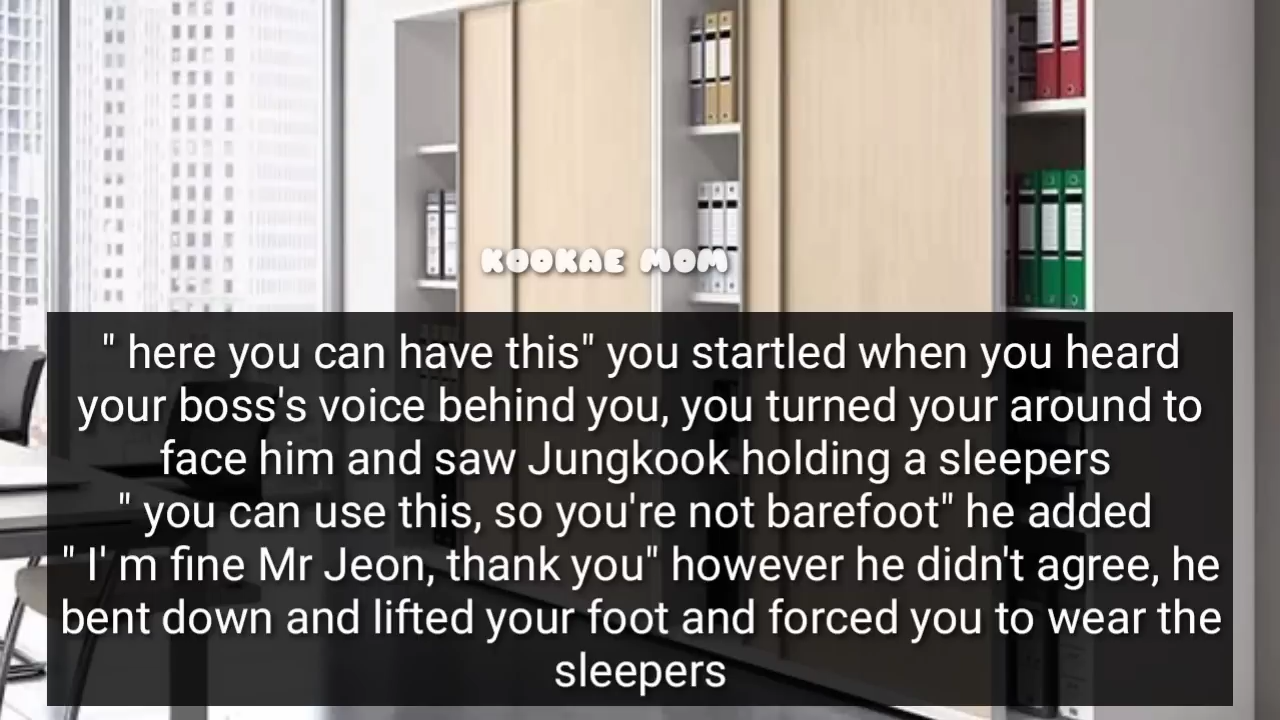 KOOKAE MOM
" here you can have this" you startled when you heard
your boss's voice behind you, you turned your around to
face him and saw Jungkook holding a sleepers
" you can use this, so you're not barefoot" he added
" I' m fine Mr Jeon, thank you" however he didn't agree, he
bent down and lifted your foot and forced you to wear the
sleepers